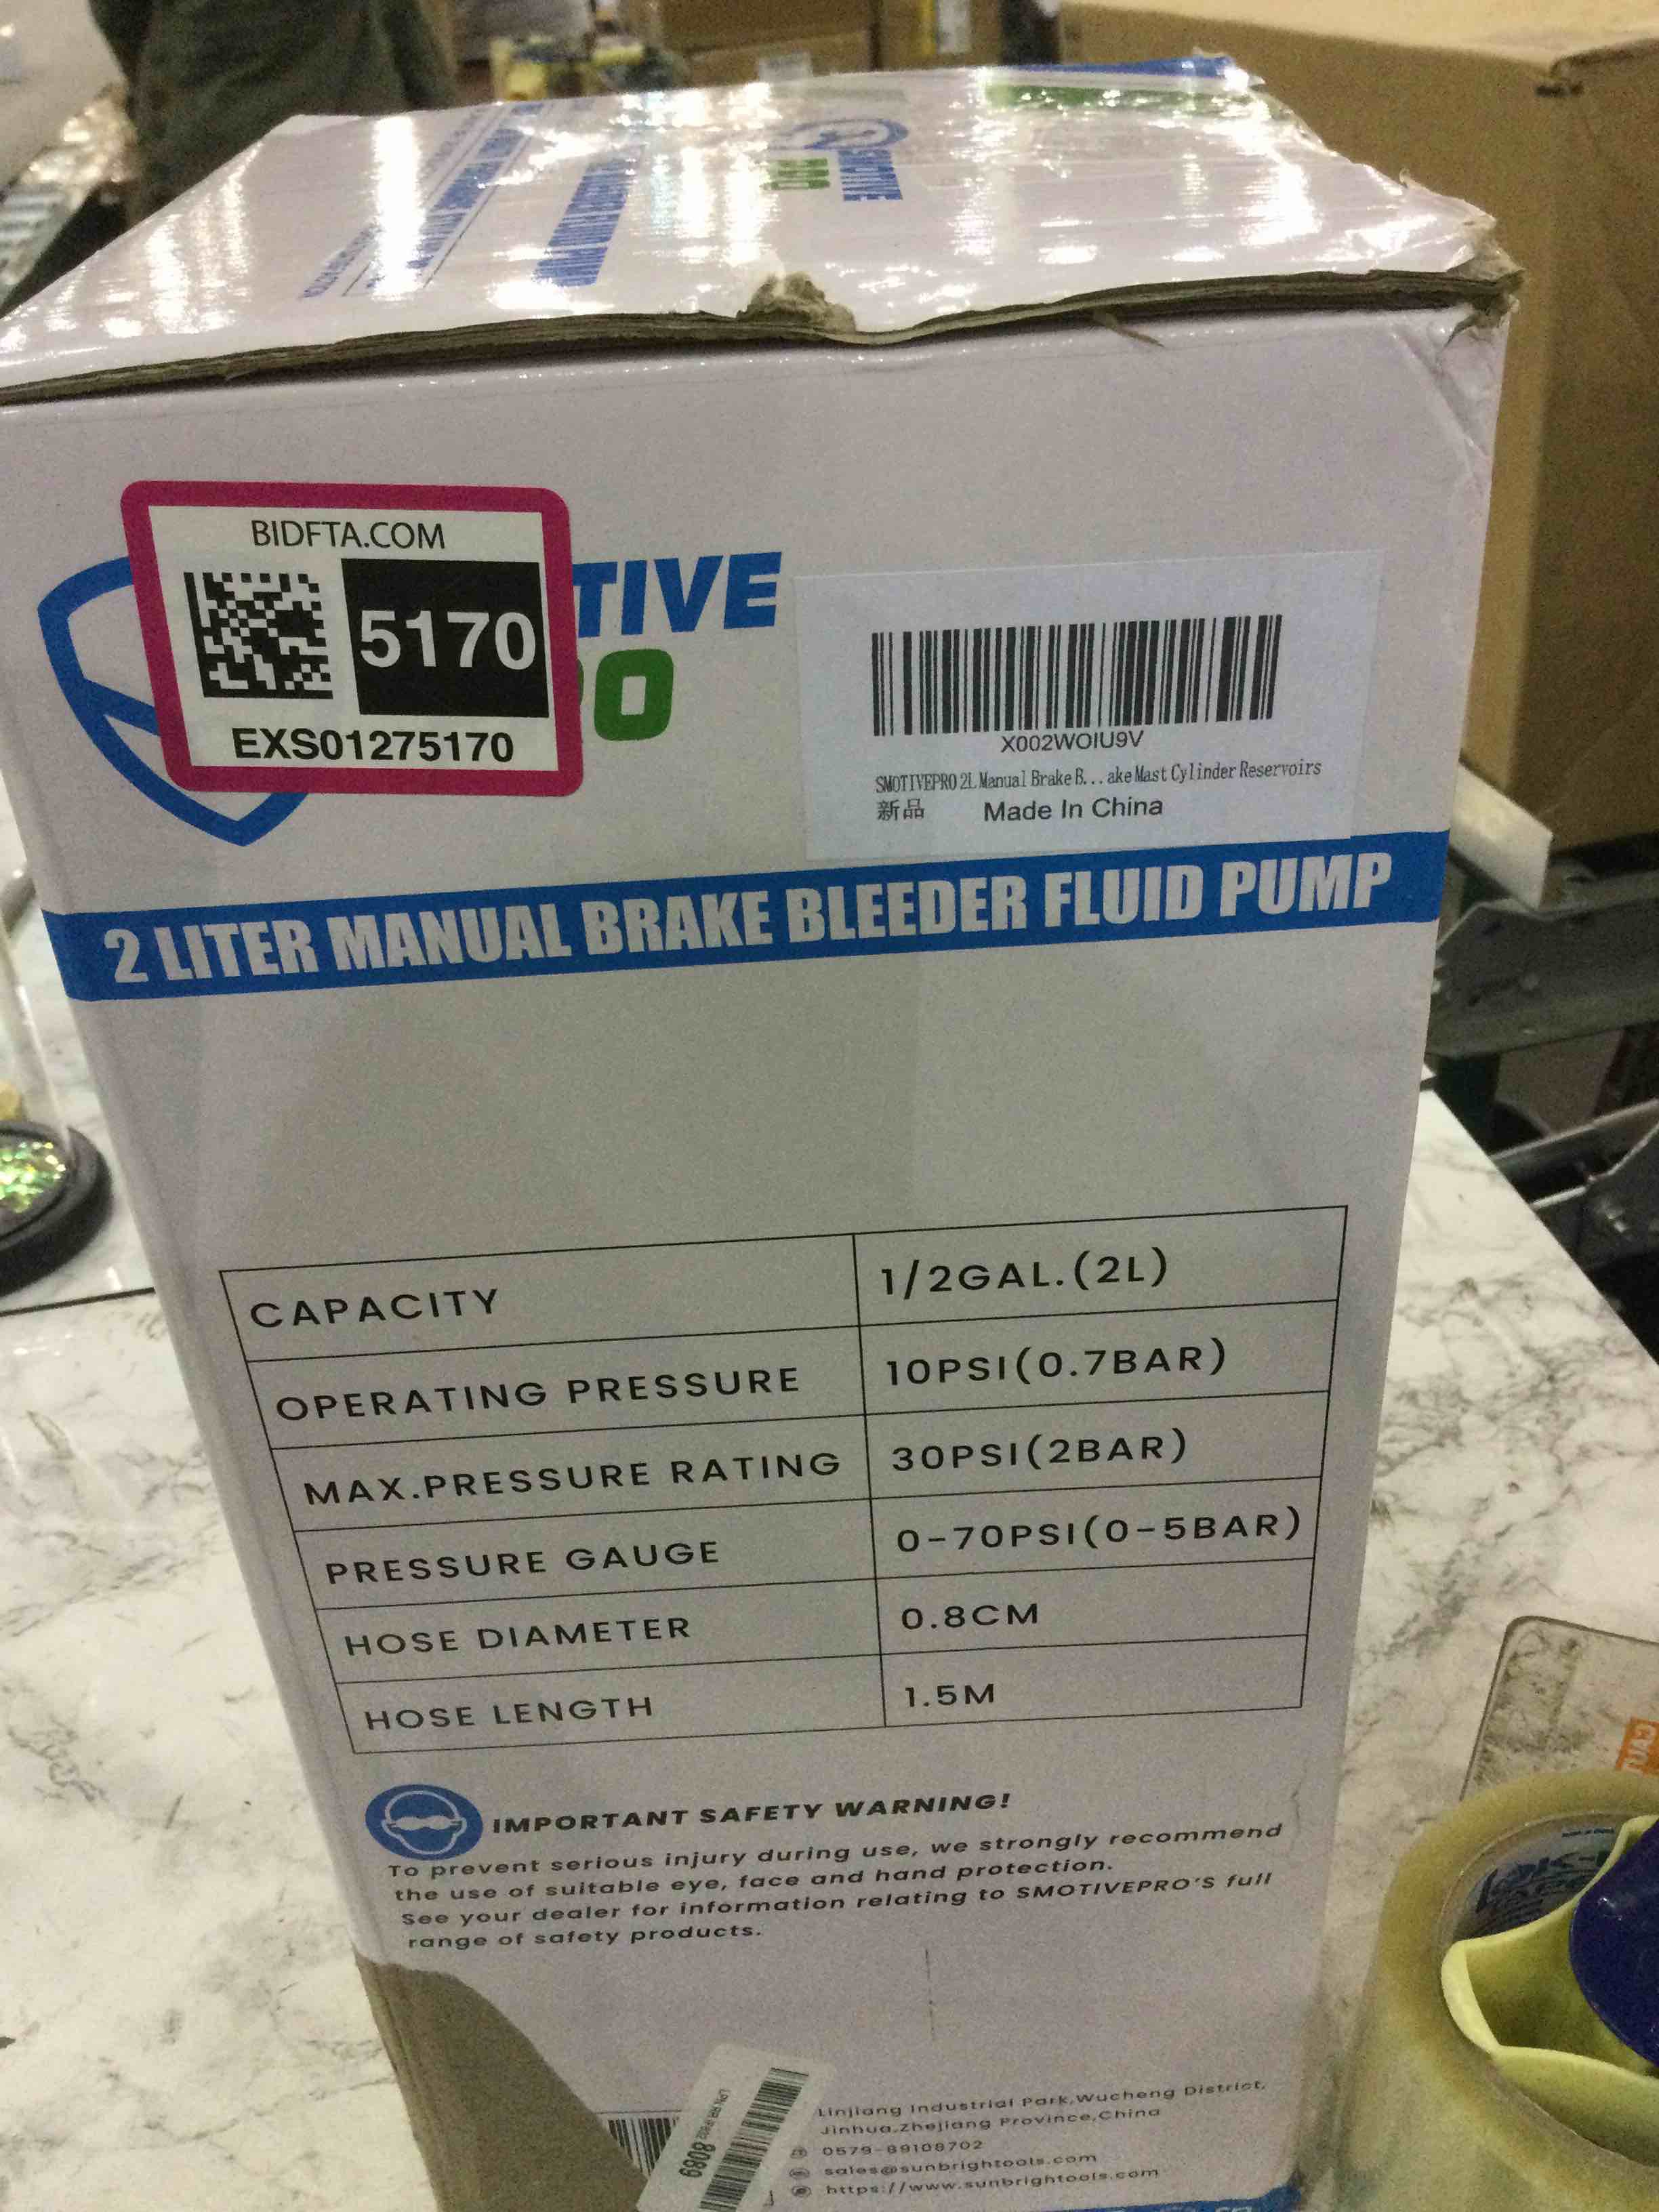 SMOTIVE
PRO
BIDFTA.COM
5170
EXS01275170
TIVE
O
X002WOIU9V
SMOTIVEPRO 2L Manual Brake B...ake Mast Cylinder Reservoirs
新品 Made In China
2 LITER MANUAL BRAKE BLEEDER FLUID PUMP
CAPACITY 1/2GAL.(2L)
OPERATING PRESSURE 10PSI(0.7BAR)
MAX.PRESSURE RATING 30PSI(2BAR)
PRESSURE GAUGE 0-70PSI(0-5BAR)
HOSE DIAMETER 0.8CM
HOSE LENGTH 1.5M
IMPORTANT SAFETY WARNING!
To prevent serious injury during use, we strongly recommend
the use of suitable eye, face and hand protection.
See your dealer for information relating to SMOTIVEPRO'S full
range of safety products.
Linjiang Industrial Park,Wucheng District,
Jinhua,Zhejiang Province,China
0579-89108702
sales@sunbrightools.com
https://www.sunbrightools.com
8089